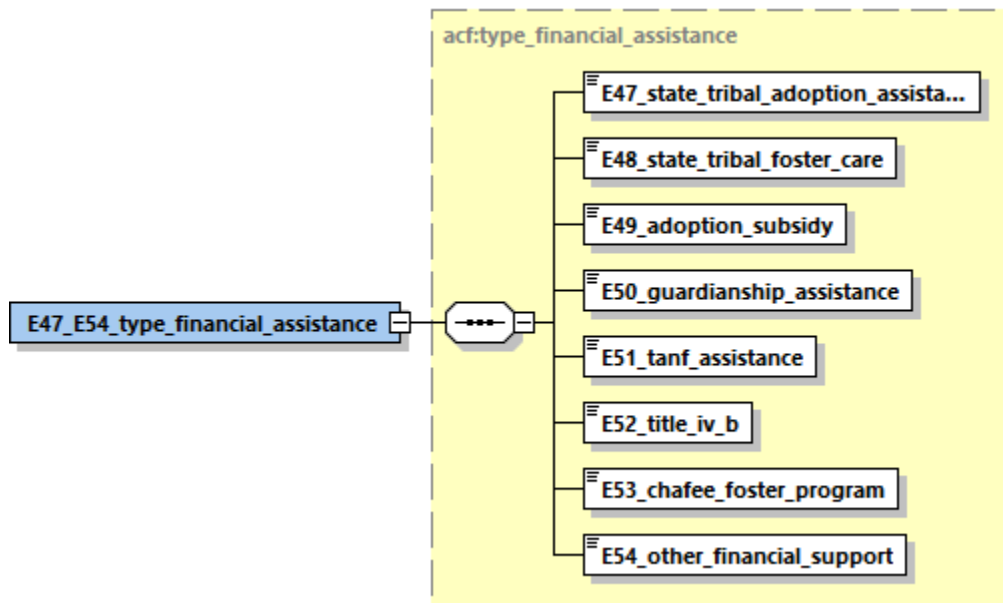 acf:type_financial_assistance
E47_state_tribal_adoption_assista...
E48_state_tribal_foster_care
E49_adoption_subsidy
E50_guardianship_assistance
E47_E54_type_financial_assistance
E51_tanf_assistance
E52_title_iv_b
E53_chafee_foster_program
E54_other_financial_support